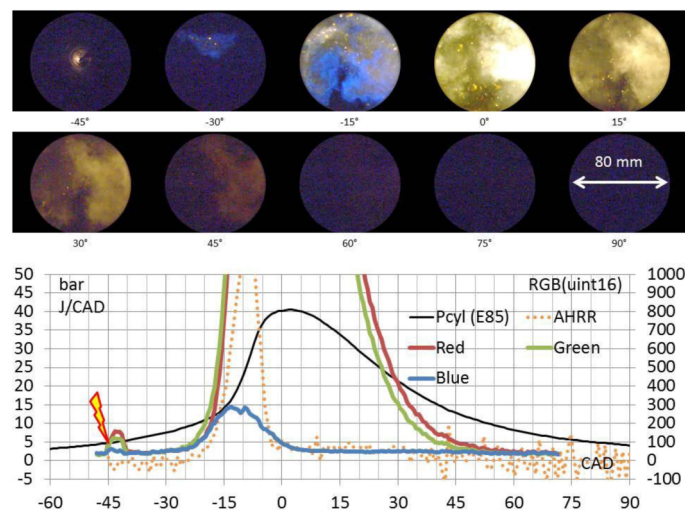 -45° -30° -15° 0° 15°
80 mm
30° 45° 60° 75° 90°
50 bar RGB(uint16) 1000
45 J/CAD 900
40 Pcyl (E85) AHRR 800
35 700
30 Red Green 600
25 500
20 Blue 400
15 300
10 200
5 100
0 CAD 0
-5 -100
-60 -45 -30 -15 0 15 30 45 60 75 90